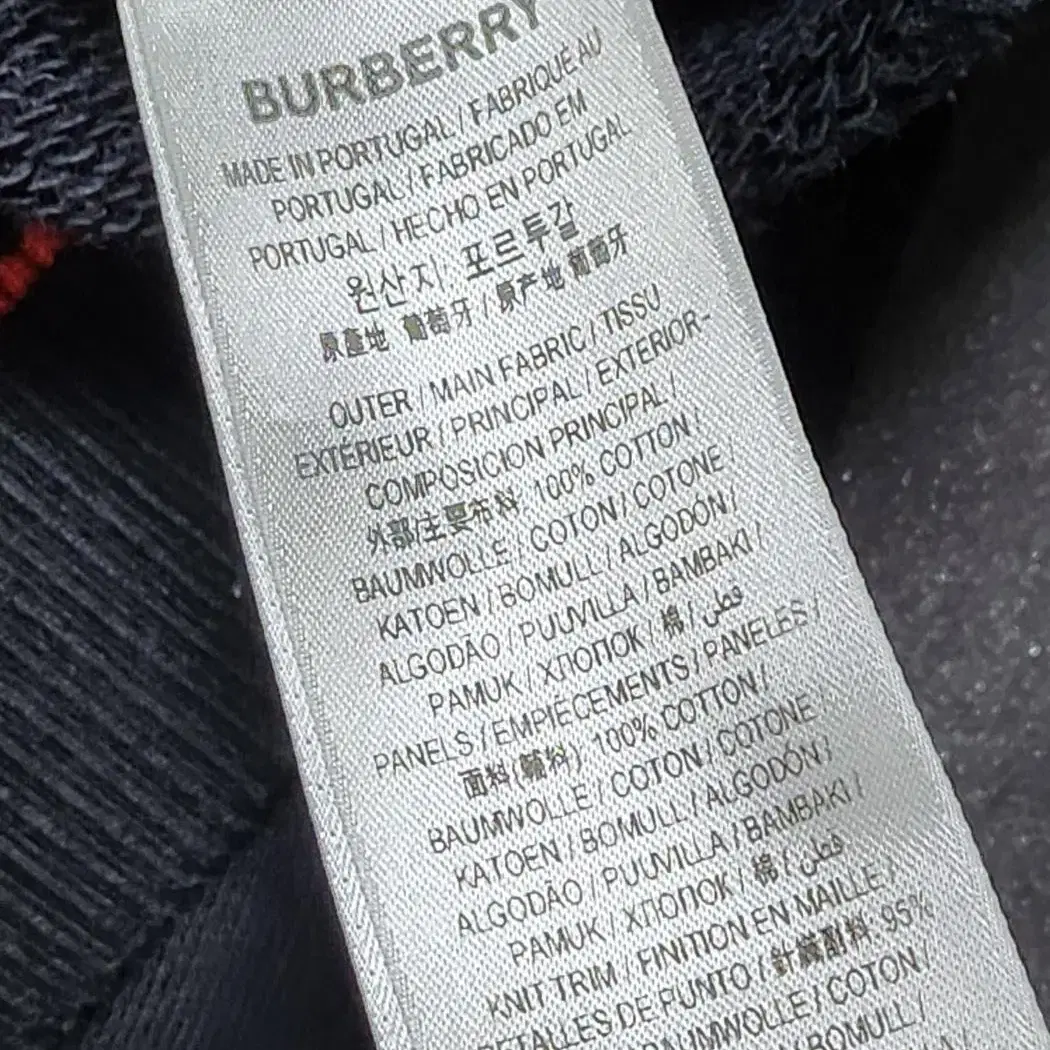 BURBERRY
MADE IN PORTUGAL / FABRIQUÉ AU
PORTUGAL / FABRICADO EM
PORTUGAL / HECHO EN PORTUGAL
원산지: 포르투갈
原產地: 葡萄牙 / 原产地: 葡萄牙
OUTER / MAIN FABRIC / TISSU
EXTÉRIEUR / PRINCIPAL / EXTERIOR-
COMPOSICION PRINCIPAL /
外部/主要布料: 100% COTTON /
BAUMWOLLE / COTON / COTONE /
KATOEN / BOMULL / ALGODÓN /
ALGODÃO / PUUVILLA / BAMBAKI /
PAMUK / ХЛОПОК / 棉 / قطن
PANELS / EMPIÈCEMENTS / PANELES /
面料(輔料): 100% COTTON /
BAUMWOLLE / COTON / COTONE /
KATOEN / BOMULL / ALGODÓN /
ALGODÃO / PUUVILLA / BAMBAKI /
PAMUK / ХЛОПОК / 棉 / قطن
KNIT TRIM / FINITION EN MAILLE /
DETALLES DE PUNTO / 針織配料: 95%
BAUMWOLLE / COTON /
BOMULL /